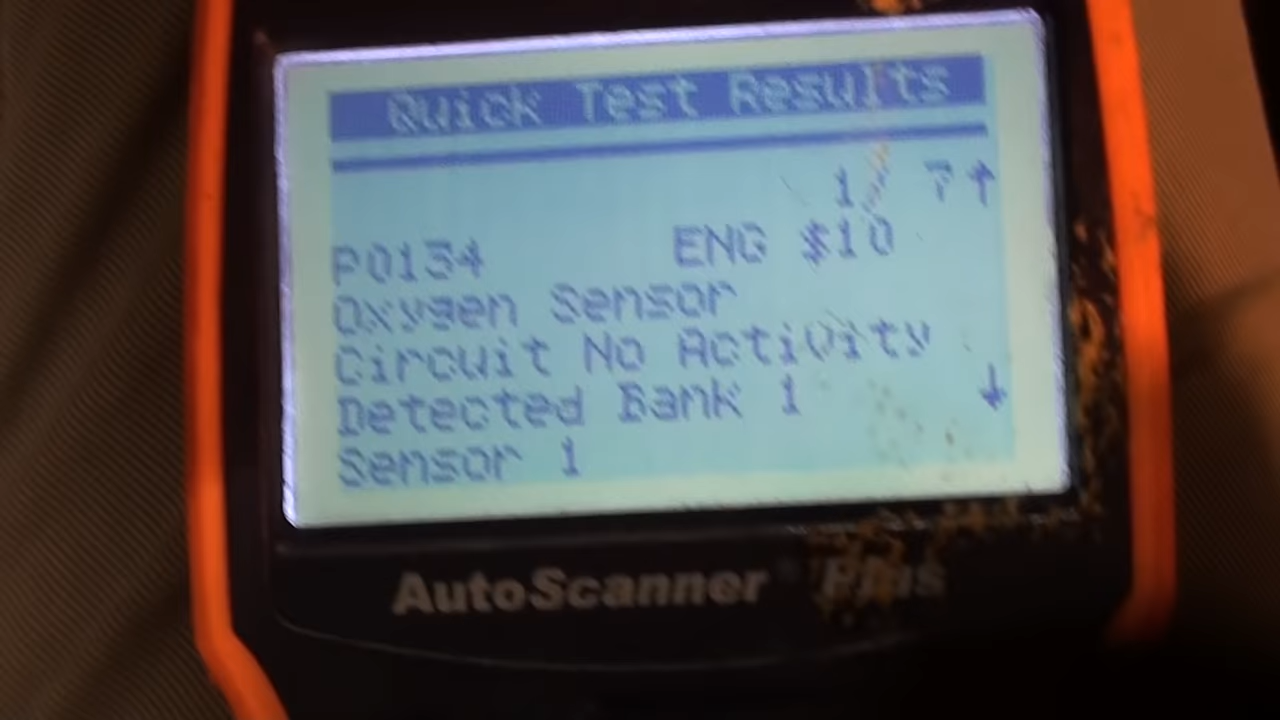 Quick Test Results
1/ 7↑
P0134 ENG $10
Oxygen Sensor
Circuit No Activity
Detected Bank 1 ↓
Sensor 1
AutoScanner Plus